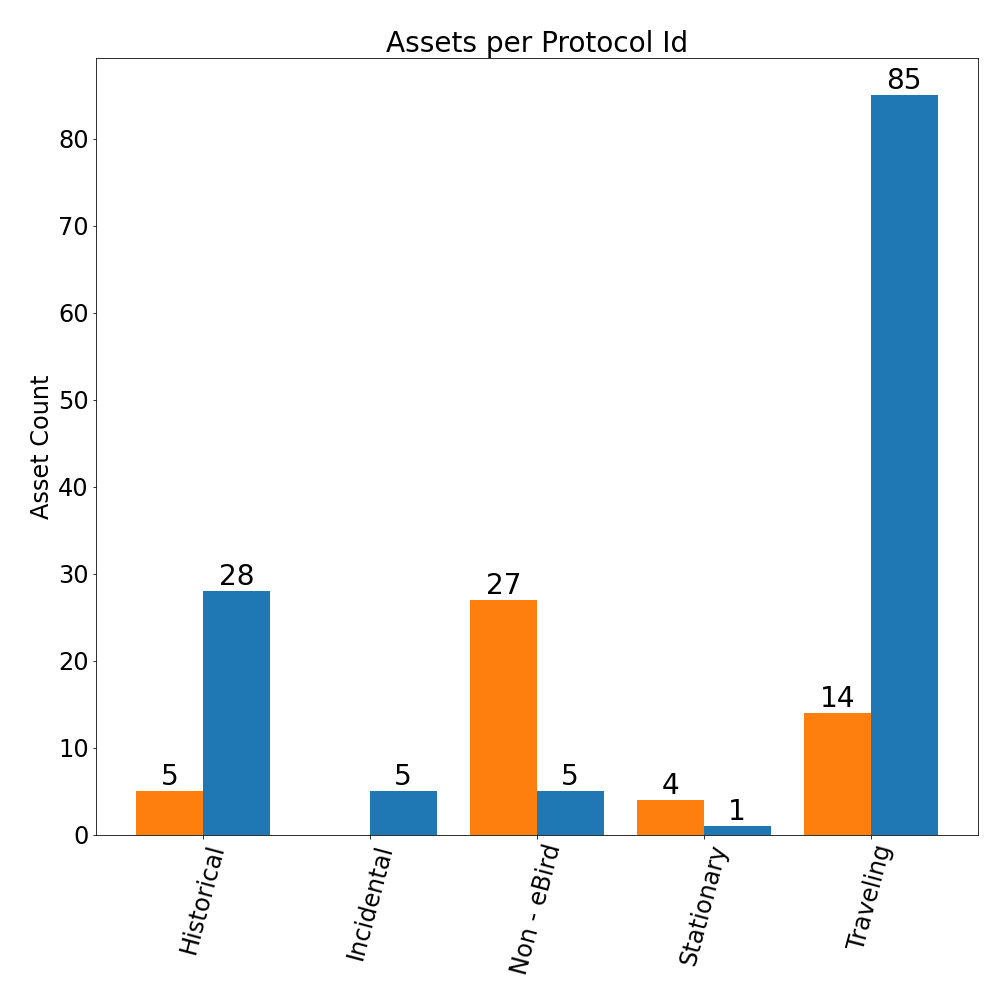 Assets per Protocol Id
Asset Count
80
70
60
50
40
30
20
10
0
5
28
5
27
5
4
1
14
85
Historical
Incidental
Non - eBird
Stationary
Traveling